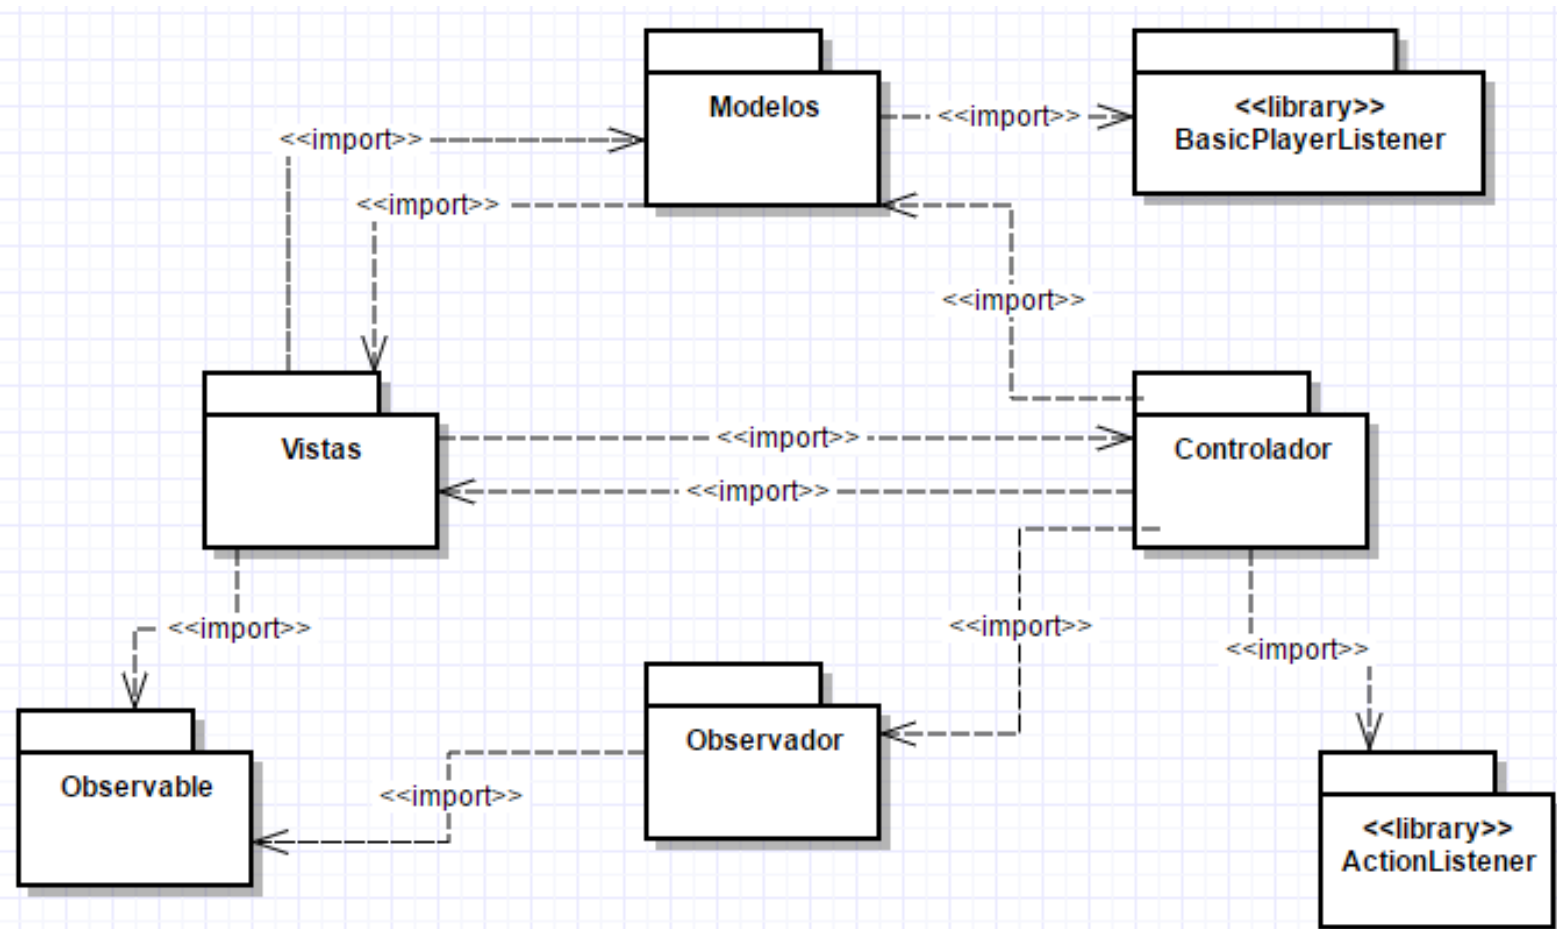 Modelos
<<library>>
BasicPlayerListener
<<import>>
<<import>>
<<import>>
<<import>>
Vistas
<<import>>
Controlador
<<import>>
<<import>>
<<import>>
<<import>>
Observador
Observable
<<import>>
<<library>>
ActionListener